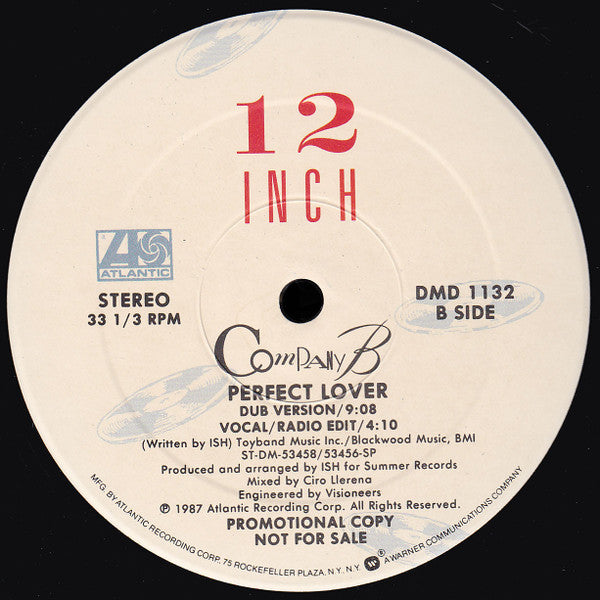 12
INCH
ATLANTIC
STEREO
33 1/3 RPM
DMD 1132
B SIDE
Company B
PERFECT LOVER
DUB VERSION/9:08
VOCAL/RADIO EDIT/4:10
(Written by ISH) Toyband Music Inc./Blackwood Music, BMI
ST-DM-53458/53456-SP
Produced and arranged by ISH for Summer Records
Mixed by Ciro Llerena
Engineered by Visioneers
℗ 1987 Atlantic Recording Corp. All Rights Reserved.
PROMOTIONAL COPY
NOT FOR SALE
MFG. BY ATLANTIC RECORDING CORP. 75 ROCKEFELLER PLAZA, N.Y. N.Y. ® A WARNER COMMUNICATIONS COMPANY